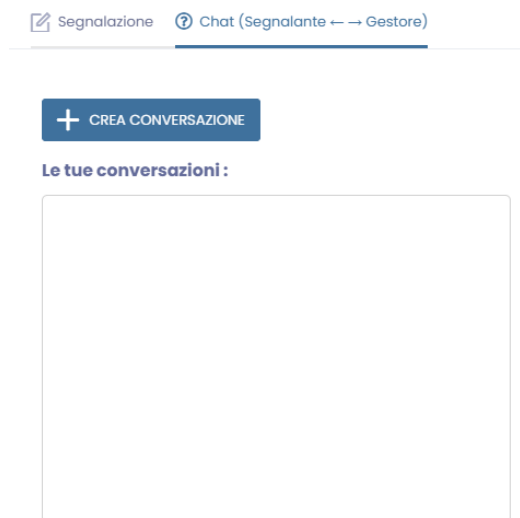 Segnalazione
Chat (Segnalante ←→ Gestore)
CREA CONVERSAZIONE
Le tue conversazioni :